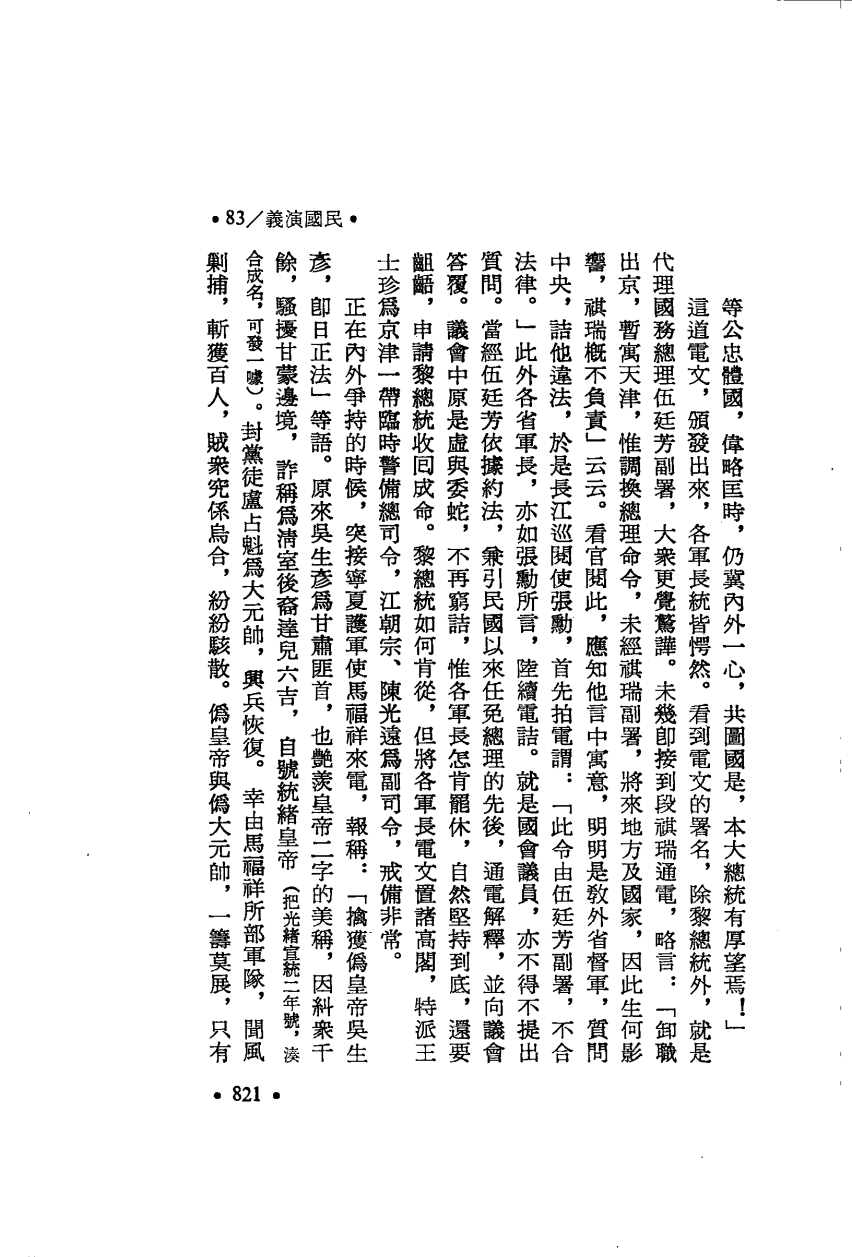 •83/義演國民•
等公忠體國，偉略匡時，仍冀內外一心，共圖國是，本大總統有厚望焉！」
這道電文，頒發出來，各軍長統皆愕然。看到電文的署名，除黎總統外，就是
代理國務總理伍廷芳副署，大衆更覺驚譁。未幾卽接到段祺瑞通電，略言：「卸職
出京，暫寓天津，惟調換總理命令，未經祺瑞副署，將來地方及國家，因此生何影
響，祺瑞概不負責」云云。看官閱此，應知他言中寓意，明明是敎外省督軍，質問
中央，詰他違法，於是長江巡閱使張勳，首先拍電謂：「此令由伍廷芳副署，不合
法律。」此外各省軍長，亦如張勳所言，陸續電詰。就是國會議員，亦不得不提出
質問。當經伍廷芳依據約法，兼引民國以來任免總理的先後，通電解釋，並向議會
答覆。議會中原是虛與委蛇，不再窮詰，惟各軍長怎肯罷休，自然堅持到底，還要
齟齬，申請黎總統收回成命。黎總統如何肯從，但將各軍長電文置諸高閣，特派王
士珍爲京津一帶臨時警備總司令，江朝宗、陳光遠爲副司令，戒備非常。
正在內外爭持的時候，突接寧夏護軍使馬福祥來電，報稱：「擒獲僞皇帝吳生
彥，卽日正法」等語。原來吳生彥爲甘肅匪首，也艷羡皇帝二字的美稱，因糾衆千
餘，騷擾甘蒙邊境，詐稱爲淸室後裔達兒六吉，自號統緒皇帝（把光緒宣統二年號，湊
合成名，可發一噱）。封黨徒盧占魁爲大元帥，興兵恢復。幸由馬福祥所部軍隊，聞風
剿捕，斬獲百人，賊衆究係烏合，紛紛駭散。僞皇帝與僞大元帥，一籌莫展，只有
•821•